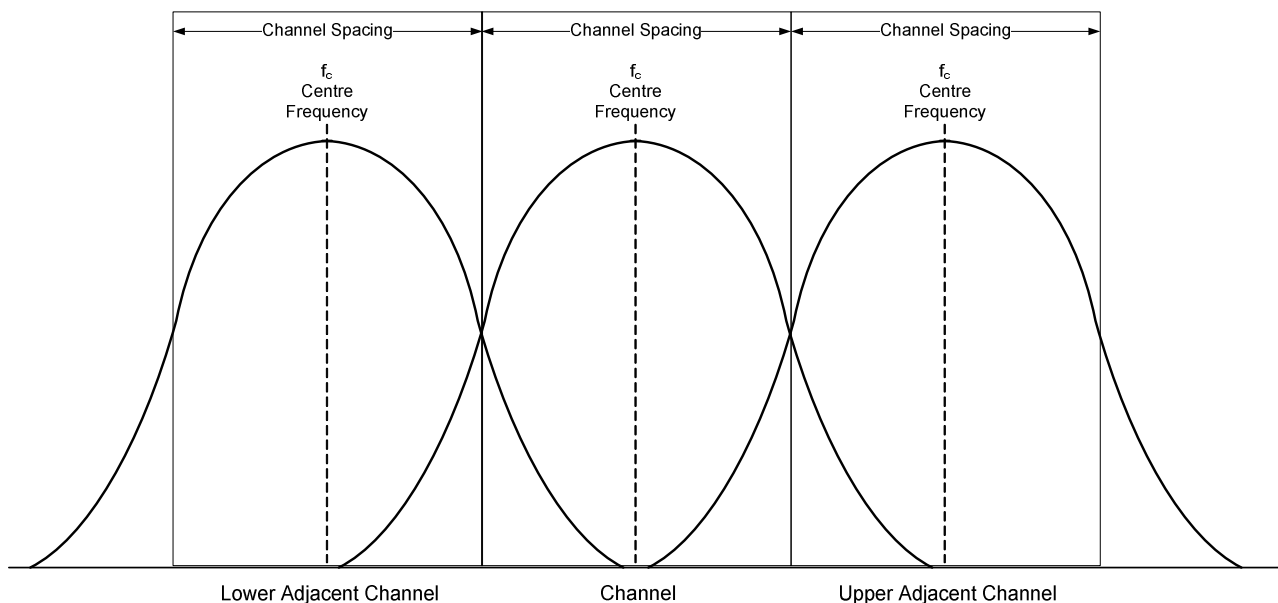 Channel Spacing
Channel Spacing
Channel Spacing
fc
Centre
Frequency
fc
Centre
Frequency
fc
Centre
Frequency
Lower Adjacent Channel
Channel
Upper Adjacent Channel